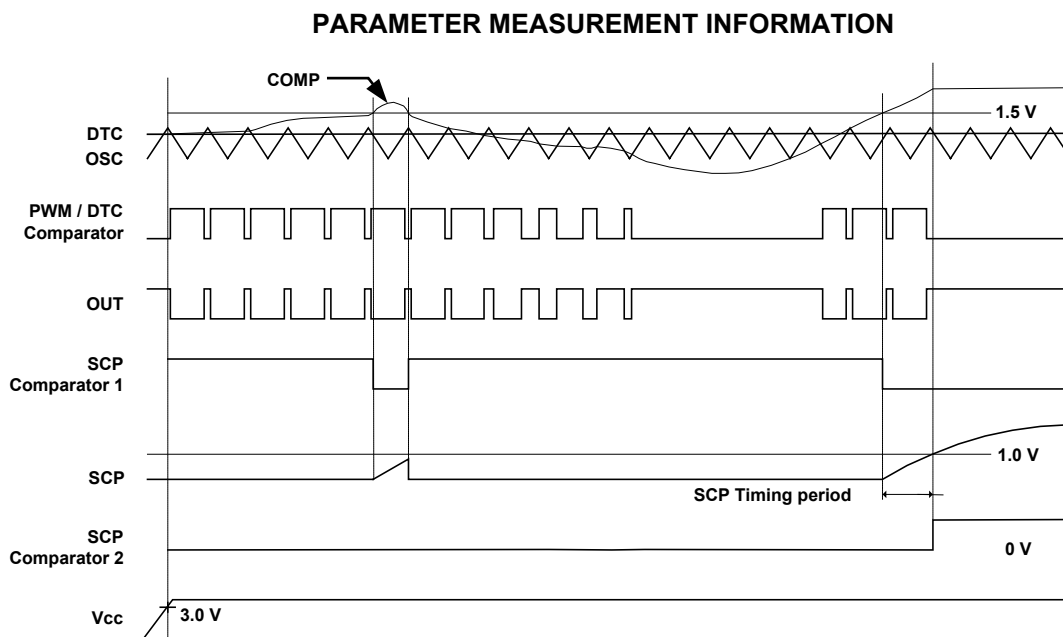 PARAMETER MEASUREMENT INFORMATION
COMP
1.5 V
DTC
OSC
PWM / DTC
Comparator
OUT
SCP
Comparator 1
1.0 V
SCP
SCP Timing period
SCP
Comparator 2
0 V
Vcc
3.0 V